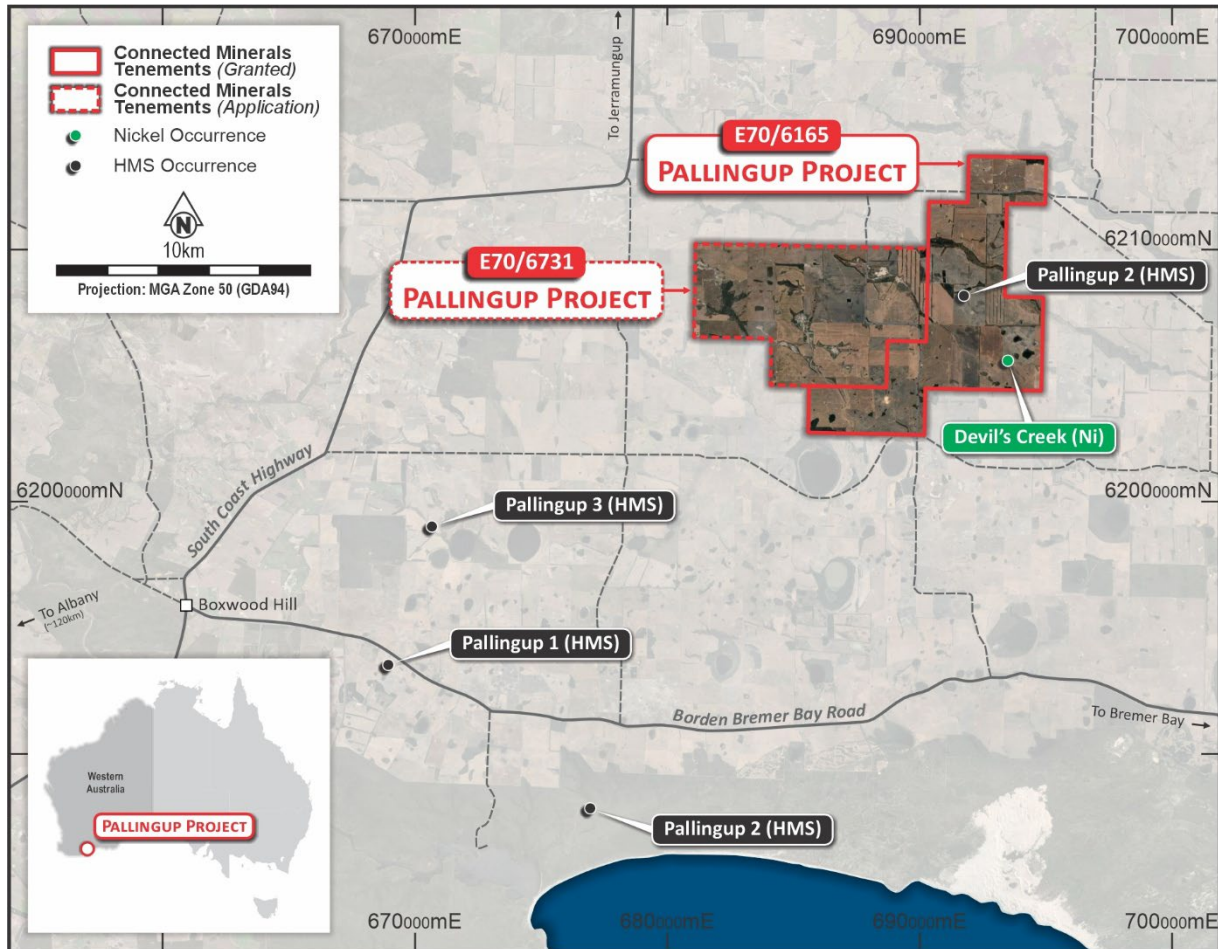 670000mE
690000mE
700000mE
Connected Minerals
Tenements (Granted)
Connected Minerals
Tenements (Application)
Nickel Occurrence
HMS Occurrence
N
10km
Projection: MGA Zone 50 (GDA94)
To Jerramungup
E70/6165
PALLINGUP PROJECT
6210000mN
E70/6731
PALLINGUP PROJECT
Pallingup 2 (HMS)
Devil's Creek (Ni)
South Coast Highway
6200000mN
6200000mN
Pallingup 3 (HMS)
To Albany
(~120km)
Boxwood Hill
Pallingup 1 (HMS)
Borden Bremer Bay Road
To Bremer Bay
Western
Australia
PALLINGUP PROJECT
Pallingup 2 (HMS)
670000mE
680000mE
690000mE
700000mE